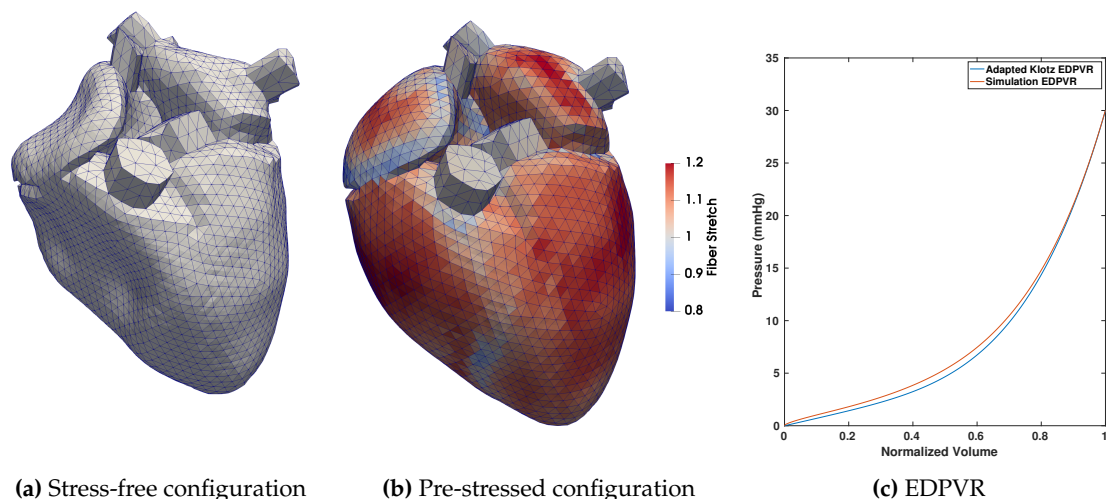 1.2
1.1
1
0.9
0.8
Fiber Stretch
35
30
25
20
15
10
5
0
Pressure (mmHg)
Adapted Klotz EDPVR
Simulation EDPVR
0 0.2 0.4 0.6 0.8 1
Normalized Volume
(a) Stress-free configuration
(b) Pre-stressed configuration
(c) EDPVR